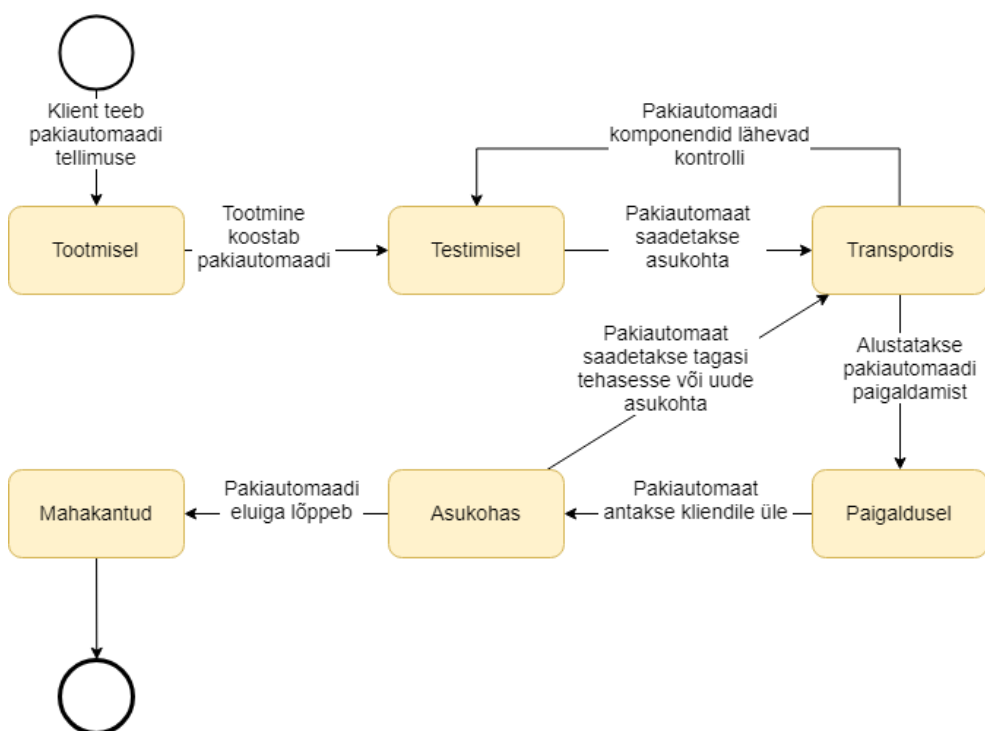 Klient teeb
pakiautomaadi
tellimuse
Pakiautomaadi
komponendid lähevad
kontrolli
Tootmisel
Tootmine
koostab
pakiautomaadi
Testimisel
Pakiautomaat
saadetakse
asukohta
Transpordis
Pakiautomaat
saadetakse tagasi
tehasesse või uude
asukohta
Alustatakse
pakiautomaadi
paigaldamist
Mahakantud
Pakiautomaadi
eluiga lõppeb
Asukohas
Pakiautomaat
antakse kliendile üle
Paigaldusel